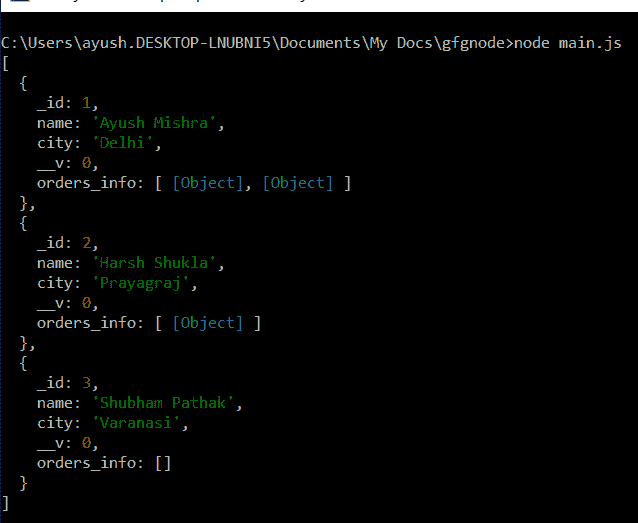 C:\Users\ayush.DESKTOP-LNUBNI5\Documents\My Docs\gfgnode>node main.js
[
  {
    _id: 1,
    name: 'Ayush Mishra',
    city: 'Delhi',
    __v: 0,
    orders_info: [ [Object], [Object] ]
  },
  {
    _id: 2,
    name: 'Harsh Shukla',
    city: 'Prayagraj',
    __v: 0,
    orders_info: [ [Object] ]
  },
  {
    _id: 3,
    name: 'Shubham Pathak',
    city: 'Varanasi',
    __v: 0,
    orders_info: []
  }
]